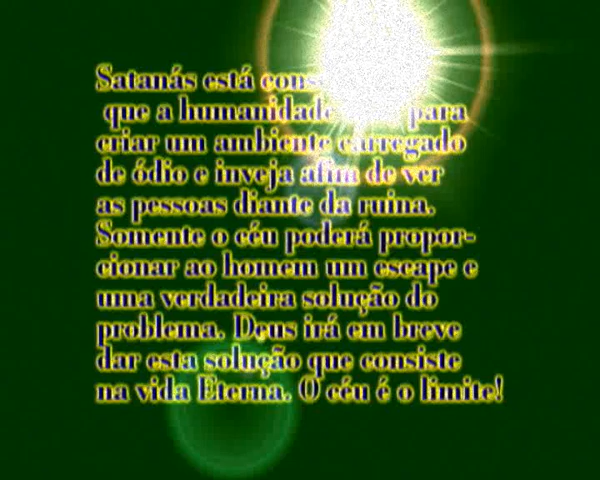 Satanás está
que a humanidade para
criar um ambiente carregado
de ódio e inveja afim de ver
as pessoas diante da ruina.
Somente o céu poderá propor-
cionar ao homem um escape e
uma verdadeira solução do
problema. Deus irá em breve
dar esta solução que consiste
na vida Eterna. O céu é o limite!